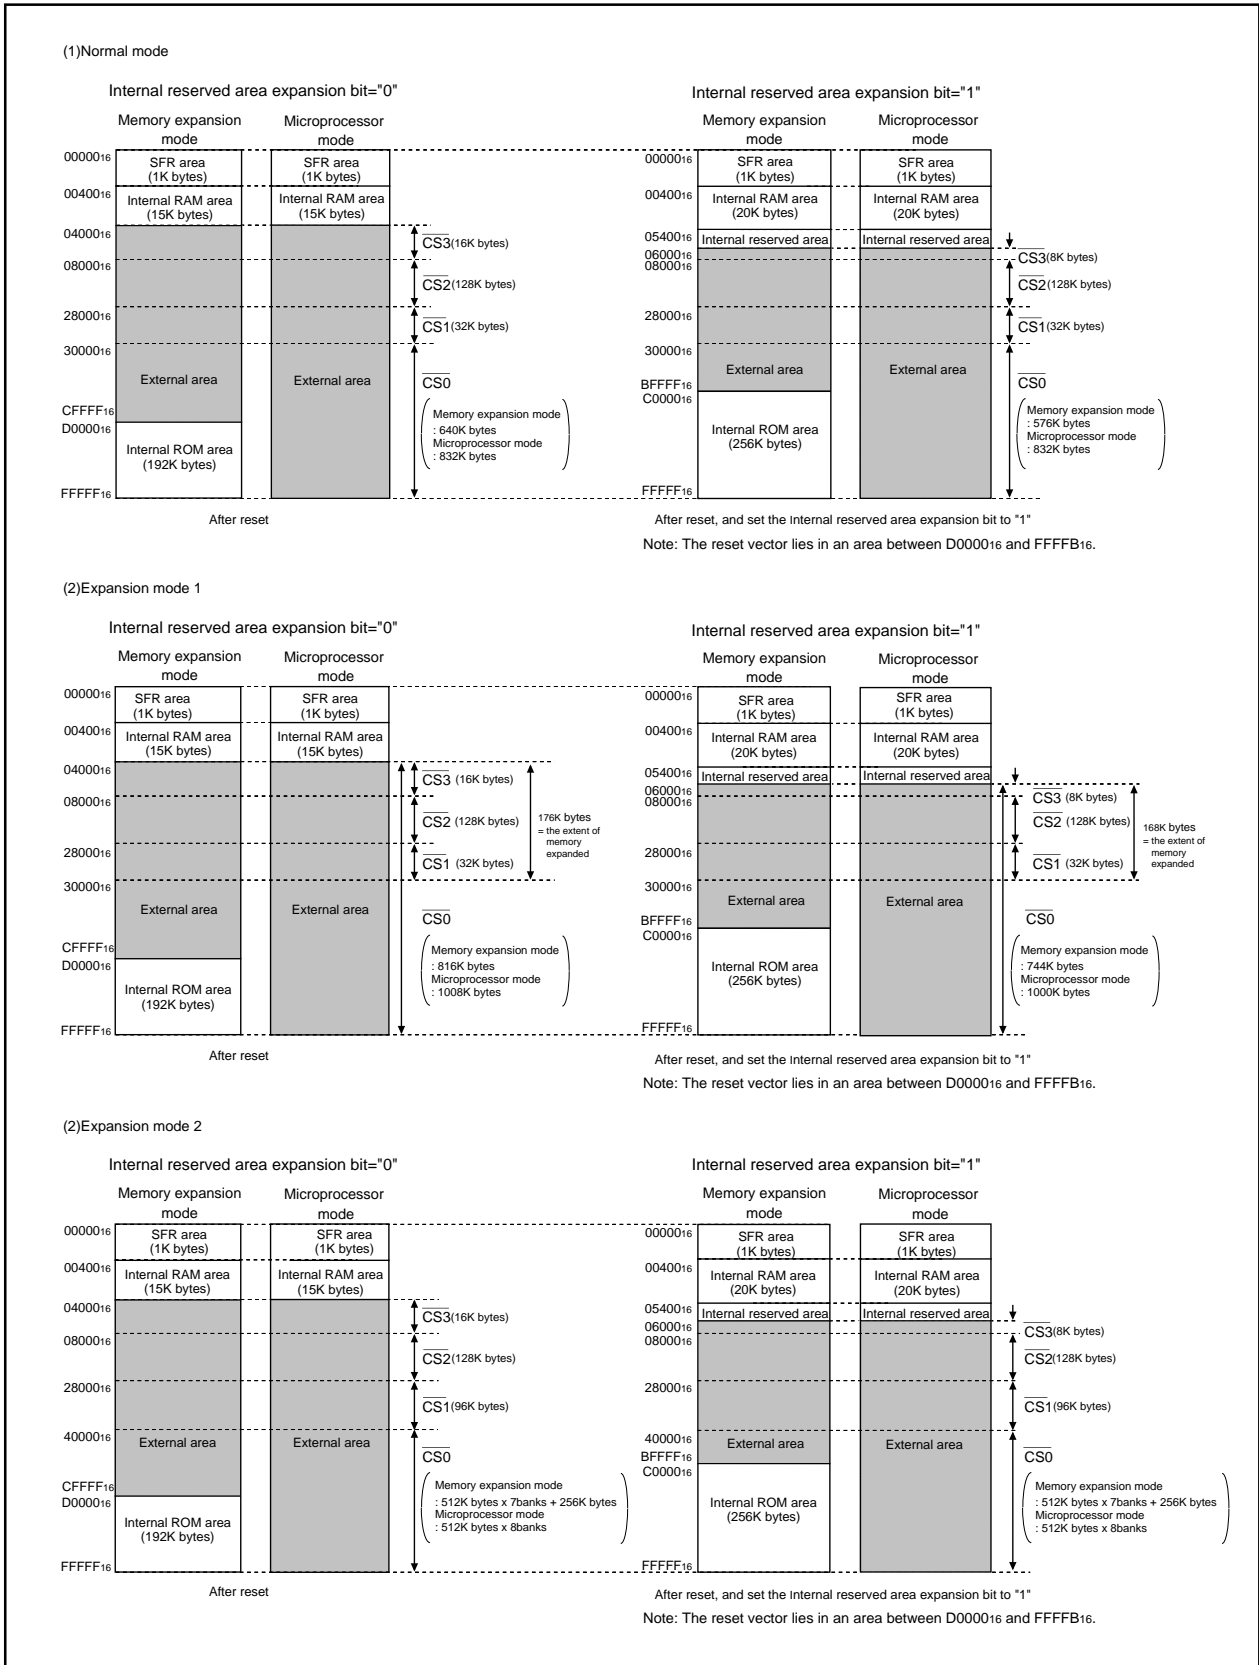 (1)Normal mode
Internal reserved area expansion bit="0"
Memory expansion mode
Microprocessor mode
0000016
SFR area (1K bytes)
SFR area (1K bytes)
0040016
Internal RAM area (15K bytes)
Internal RAM area (15K bytes)
0400016
CS3(16K bytes)
0800016
CS2(128K bytes)
2800016
CS1(32K bytes)
3000016
External area
External area
CS0
CFFFF16
D000016
Memory expansion mode
: 640K bytes
Microprocessor mode
: 832K bytes
Internal ROM area (192K bytes)
FFFFF16
After reset
Internal reserved area expansion bit="1"
Memory expansion mode
Microprocessor mode
0000016
SFR area (1K bytes)
SFR area (1K bytes)
0040016
Internal RAM area (20K bytes)
Internal RAM area (20K bytes)
0540016
Internal reserved area
Internal reserved area
0600016
0800016
CS3(8K bytes)
CS2(128K bytes)
2800016
CS1(32K bytes)
3000016
External area
External area
CS0
BFFFF16
C000016
Memory expansion mode
: 576K bytes
Microprocessor mode
: 832K bytes
Internal ROM area (256K bytes)
FFFFF16
After reset, and set the Internal reserved area expansion bit to "1"
Note: The reset vector lies in an area between D000016 and FFFFB16.
(2)Expansion mode 1
Internal reserved area expansion bit="0"
Memory expansion mode
Microprocessor mode
0000016
SFR area (1K bytes)
SFR area (1K bytes)
0040016
Internal RAM area (15K bytes)
Internal RAM area (15K bytes)
0400016
CS3 (16K bytes)
0800016
CS2 (128K bytes)
176K bytes
= the extent of
memory
expanded
2800016
CS1 (32K bytes)
3000016
External area
External area
CS0
CFFFF16
D000016
Memory expansion mode
: 816K bytes
Microprocessor mode
: 1008K bytes
Internal ROM area (192K bytes)
FFFFF16
After reset
Internal reserved area expansion bit="1"
Memory expansion mode
Microprocessor mode
0000016
SFR area (1K bytes)
SFR area (1K bytes)
0040016
Internal RAM area (20K bytes)
Internal RAM area (20K bytes)
0540016
Internal reserved area
Internal reserved area
0600016
0800016
CS3 (8K bytes)
CS2 (128K bytes)
168K bytes
= the extent of
memory
expanded
2800016
CS1 (32K bytes)
3000016
External area
External area
CS0
BFFFF16
C000016
Memory expansion mode
: 744K bytes
Microprocessor mode
: 1000K bytes
Internal ROM area (256K bytes)
FFFFF16
After reset, and set the Internal reserved area expansion bit to "1"
Note: The reset vector lies in an area between D000016 and FFFFB16.
(2)Expansion mode 2
Internal reserved area expansion bit="0"
Memory expansion mode
Microprocessor mode
0000016
SFR area (1K bytes)
SFR area (1K bytes)
0040016
Internal RAM area (15K bytes)
Internal RAM area (15K bytes)
0400016
CS3(16K bytes)
0800016
CS2(128K bytes)
2800016
CS1(96K bytes)
4000016
External area
External area
CS0
CFFFF16
D000016
Memory expansion mode
: 512K bytes x 7banks + 256K bytes
Microprocessor mode
: 512K bytes x 8banks
Internal ROM area (192K bytes)
FFFFF16
After reset
Internal reserved area expansion bit="1"
Memory expansion mode
Microprocessor mode
0000016
SFR area (1K bytes)
SFR area (1K bytes)
0040016
Internal RAM area (20K bytes)
Internal RAM area (20K bytes)
0540016
Internal reserved area
Internal reserved area
0600016
0800016
CS3(8K bytes)
CS2(128K bytes)
2800016
CS1(96K bytes)
4000016
External area
External area
BFFFF16
CS0
C000016
Memory expansion mode
: 512K bytes x 7banks + 256K bytes
Microprocessor mode
: 512K bytes x 8banks
Internal ROM area (256K bytes)
FFFFF16
After reset, and set the Internal reserved area expansion bit to "1"
Note: The reset vector lies in an area between D000016 and FFFFB16.